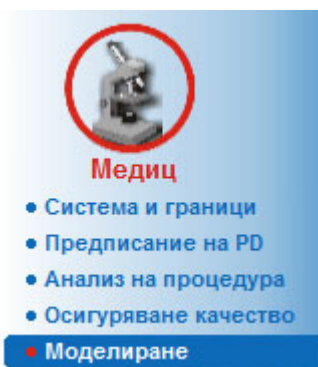 Медиц
Система и граници
Предписание на PD
Анализ на процедура
Осигуряване качество
Моделиране